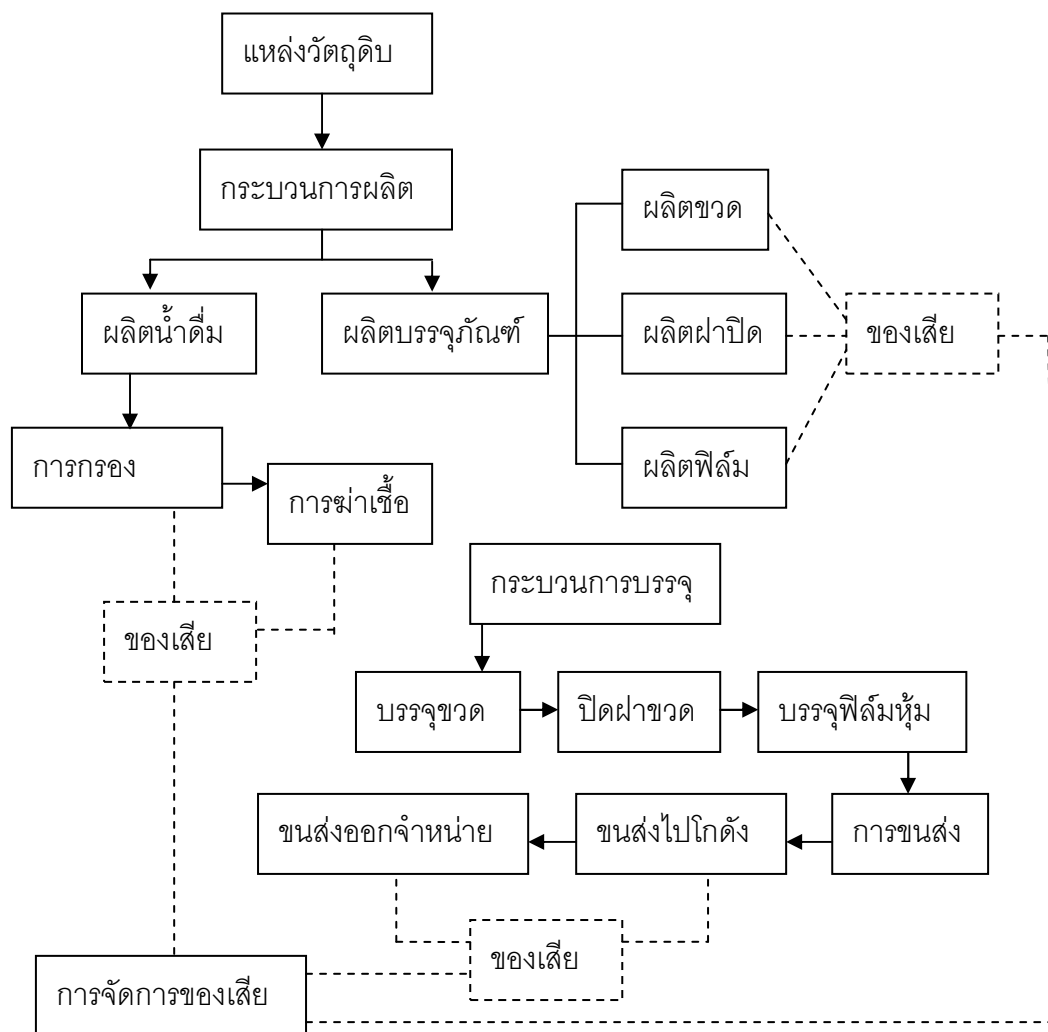 แหล่งวัตถุดิบ
กระบวนการผลิต
ผลิตขวด
ผลิตน้ำดื่ม
ผลิตบรรจุภัณฑ์
ผลิตฝาปิด
ของเสีย
การกรอง
ผลิตฟิล์ม
การฆ่าเชื้อ
กระบวนการบรรจุ
ของเสีย
บรรจุขวด
ปิดฝาขวด
บรรจุฟิล์มหุ้ม
ขนส่งออกจำหน่าย
ขนส่งไปโกดัง
การขนส่ง
ของเสีย
การจัดการของเสีย